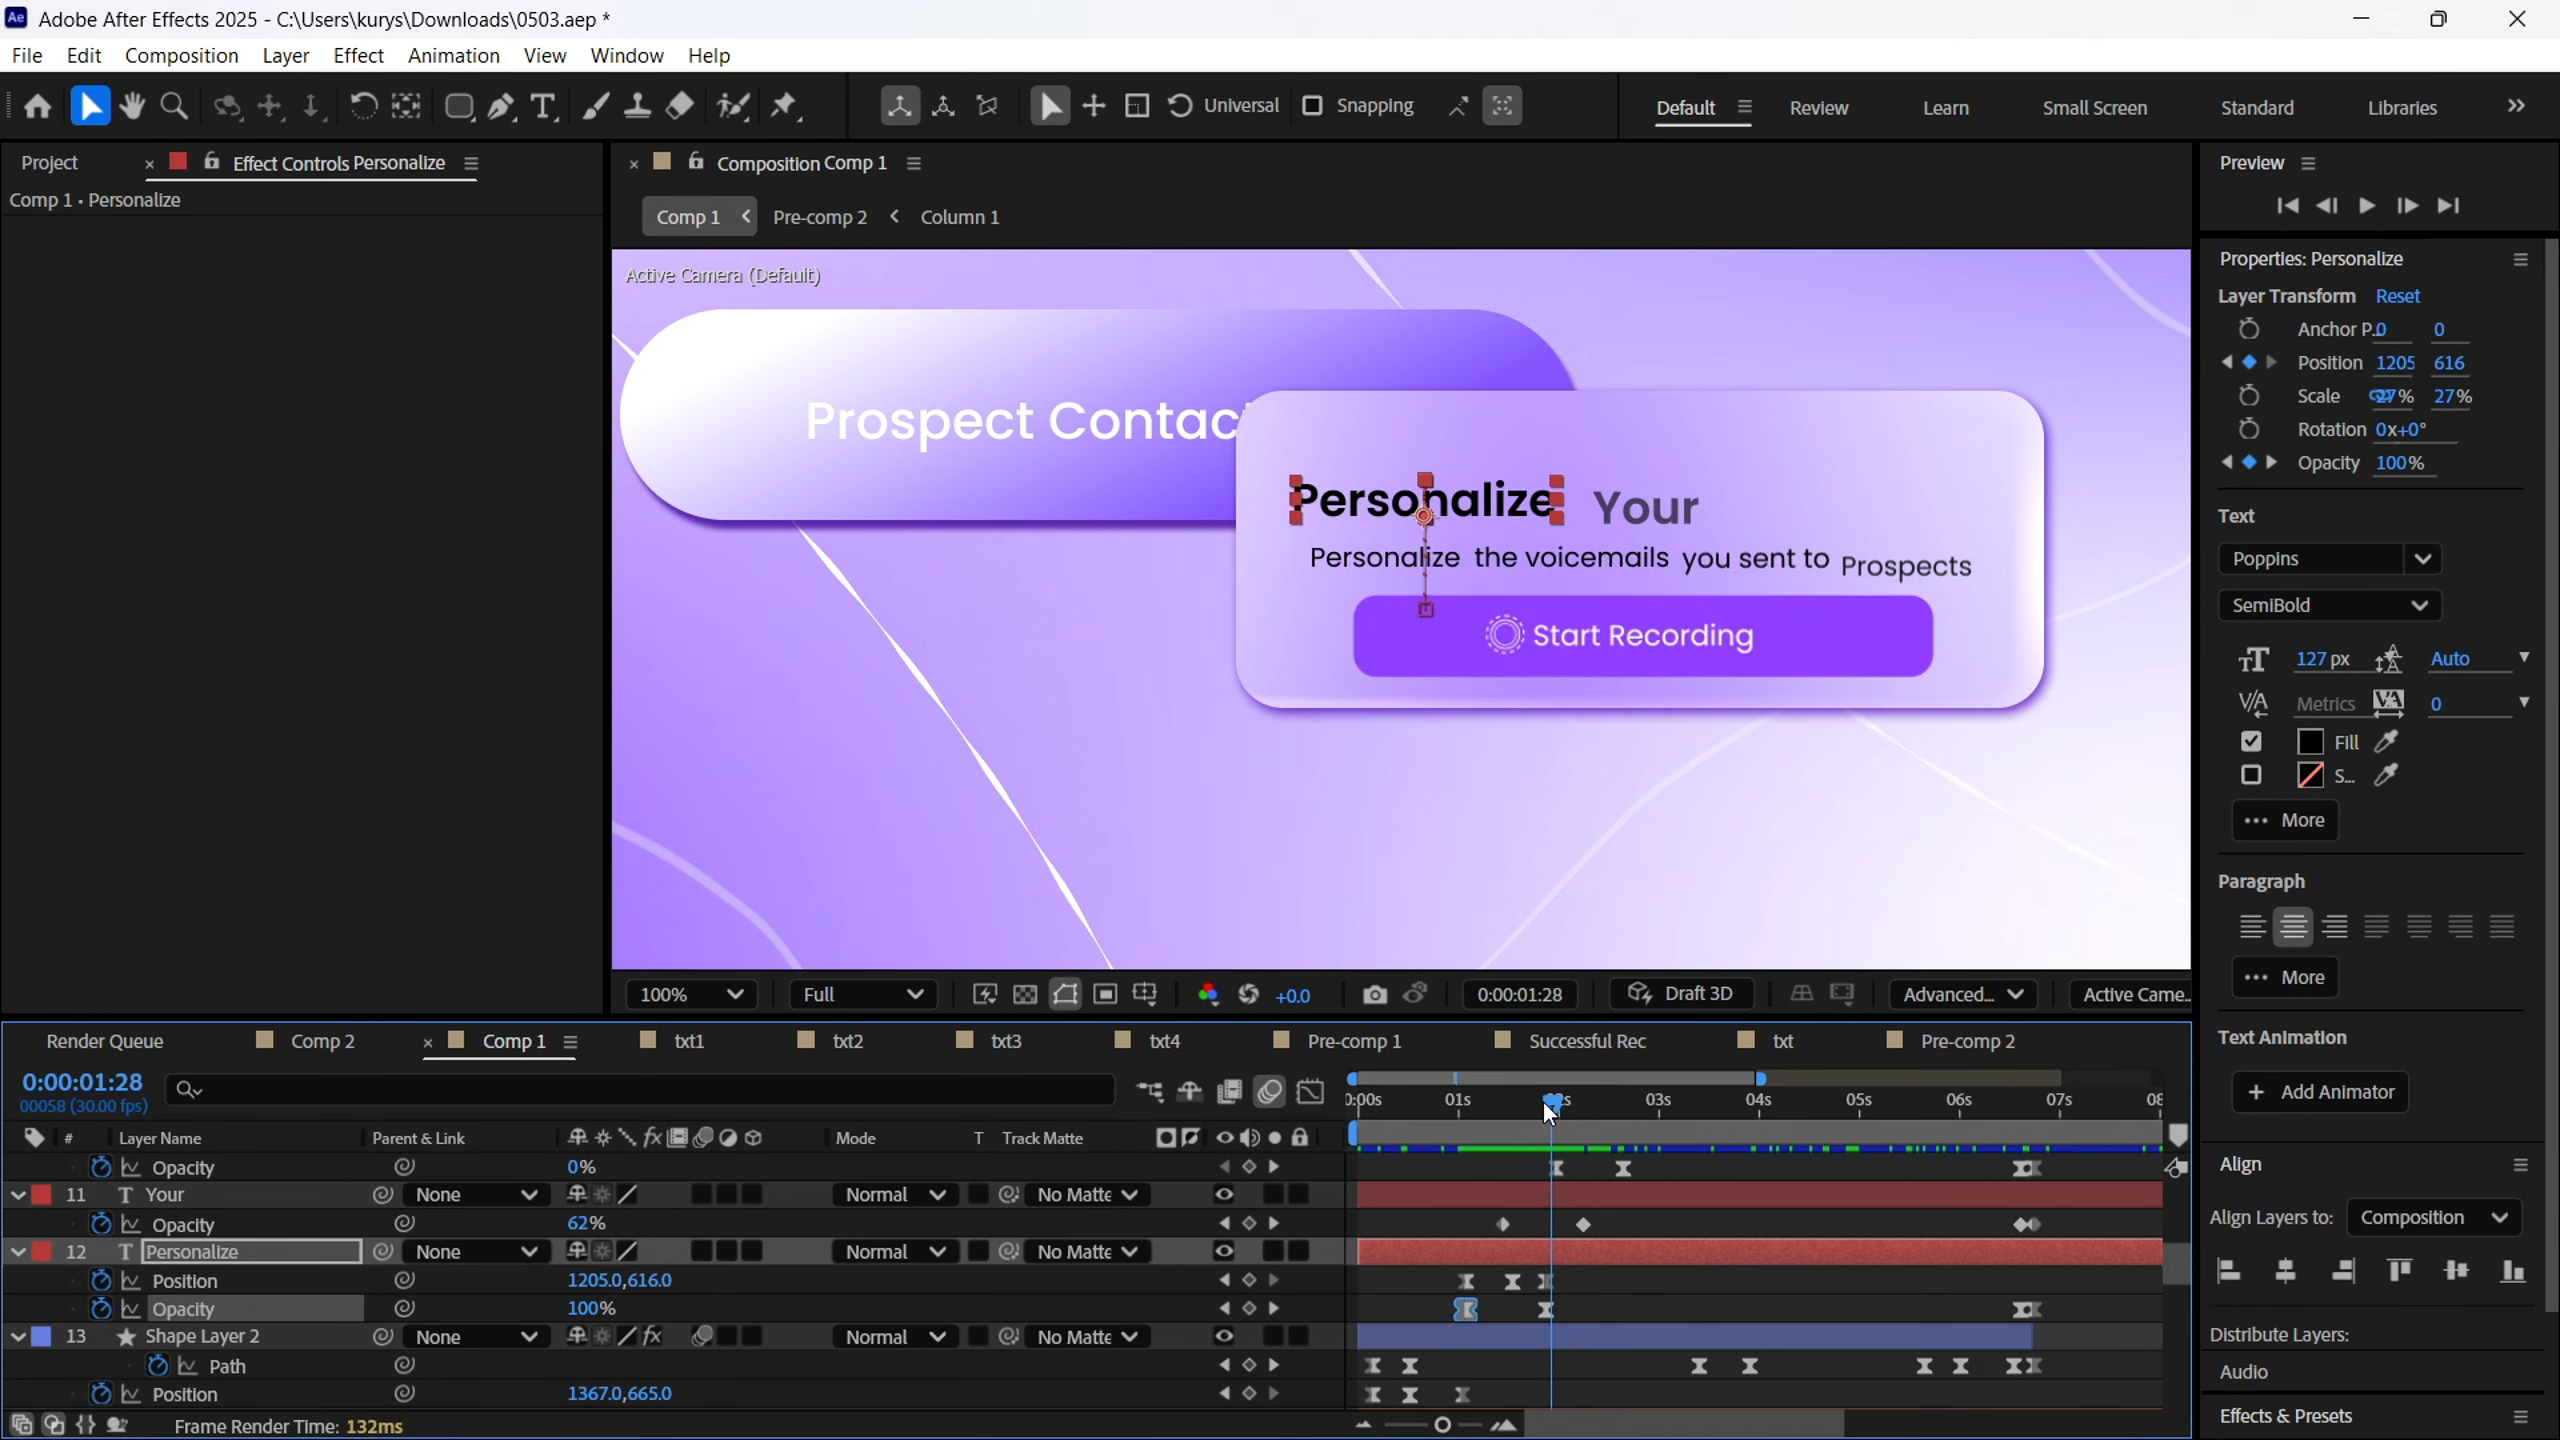 Adobe After Effects 2025 - C:\Users\kurys\Downloads\0503.aep *
File Edit Composition Layer Effect Animation View Window Help
Universal Snapping Default Review Learn Small Screen Standard Libraries
Project Effect Controls Personalize
Comp 1 • Personalize
Composition Comp 1
Comp 1 Pre-comp 2 Column 1
Active Camera (Default)
Prospect Contac
Personalize Your
Personalize the voicemails you sent to Prospects
Start Recording
100% Full +0.0 0:00:01:28 Draft 3D Advanced... Active Came..
Preview
Properties: Personalize
Layer Transform Reset
Anchor P.. 0 0
Position 1205 616
Scale 27% 27%
Rotation 0x+0°
Opacity 100%
Text
Poppins
SemiBold
127 px Auto
Metrics 0
Fill
S...
More
Paragraph
More
Text Animation
Add Animator
Align
Align Layers to: Composition
Distribute Layers:
Audio
Effects & Presets
Render Queue Comp 2 Comp 1 txt1 txt2 txt3 txt4 Pre-comp 1 Successful Rec txt Pre-comp 2
0:00:01:28
00058 (30.00 fps)
01s 03s 04s 05s 06s 07s
# Layer Name Parent & Link fx Mode T Track Matte
Opacity 0%
11 T Your None Normal No Matte
Opacity 62%
12 T Personalize None Normal No Matte
Position 1205.0,616.0
Opacity 100%
13 Shape Layer 2 None fx Normal No Matte
Path
Position 1367.0,665.0
Frame Render Time: 132ms